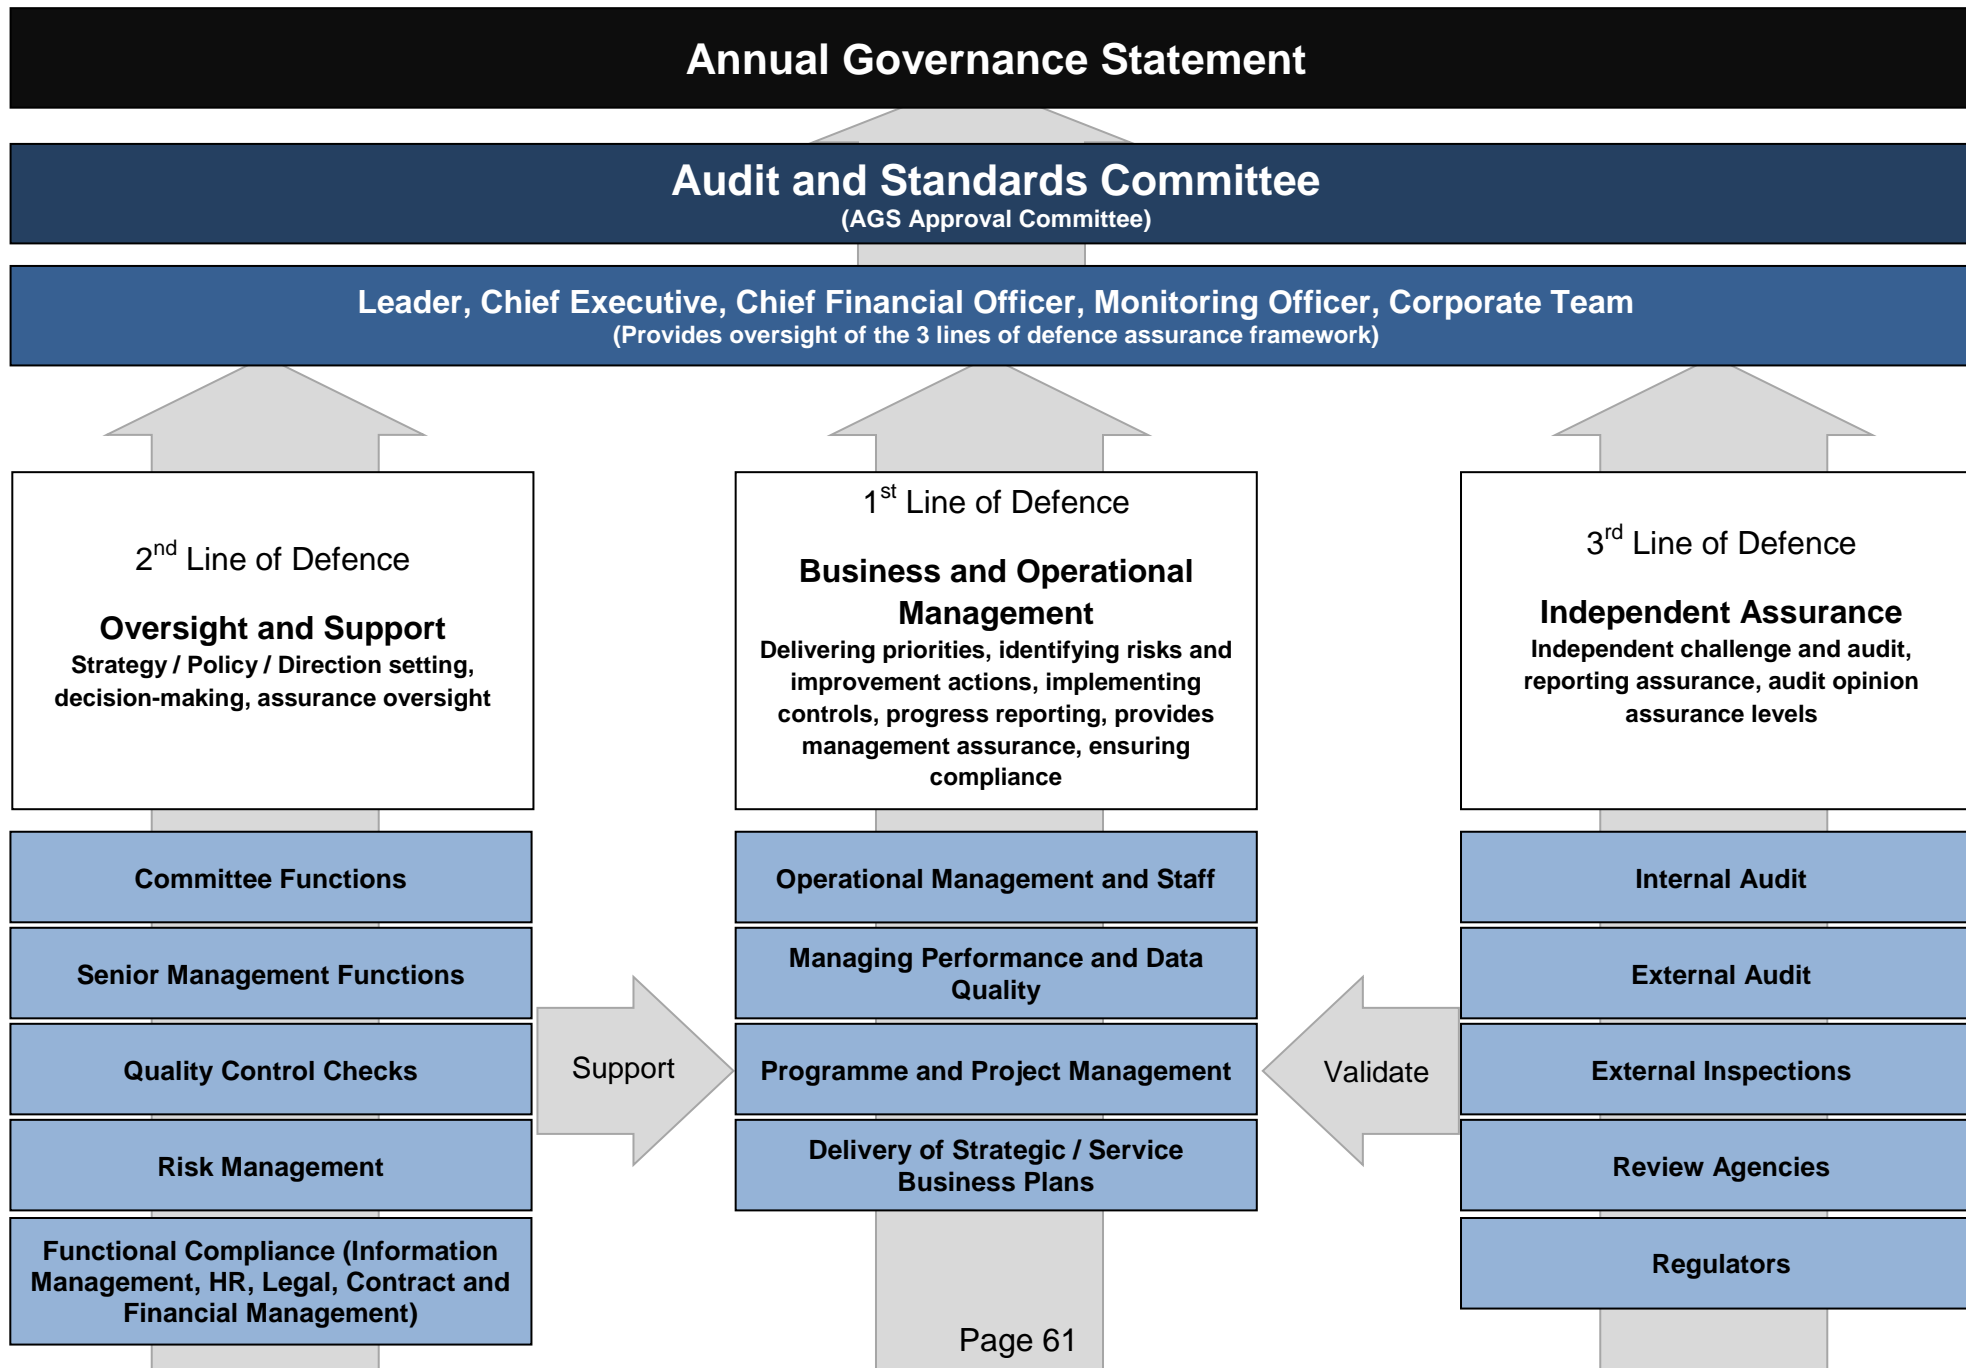 Annual Governance Statement
Audit and Standards Committee
(AGS Approval Committee)
Leader, Chief Executive, Chief Financial Officer, Monitoring Officer, Corporate Team
(Provides oversight of the 3 lines of defence assurance framework)
2nd Line of Defence
Oversight and Support
Strategy / Policy / Direction setting,
decision-making, assurance oversight
Committee Functions
Senior Management Functions
Quality Control Checks
Risk Management
Functional Compliance (Information
Management, HR, Legal, Contract and
Financial Management)
Support
1st Line of Defence
Business and Operational
Management
Delivering priorities, identifying risks and
improvement actions, implementing
controls, progress reporting, provides
management assurance, ensuring
compliance
Operational Management and Staff
Managing Performance and Data
Quality
Programme and Project Management
Delivery of Strategic / Service
Business Plans
Validate
3rd Line of Defence
Independent Assurance
Independent challenge and audit,
reporting assurance, audit opinion
assurance levels
Internal Audit
External Audit
External Inspections
Review Agencies
Regulators
Page 61